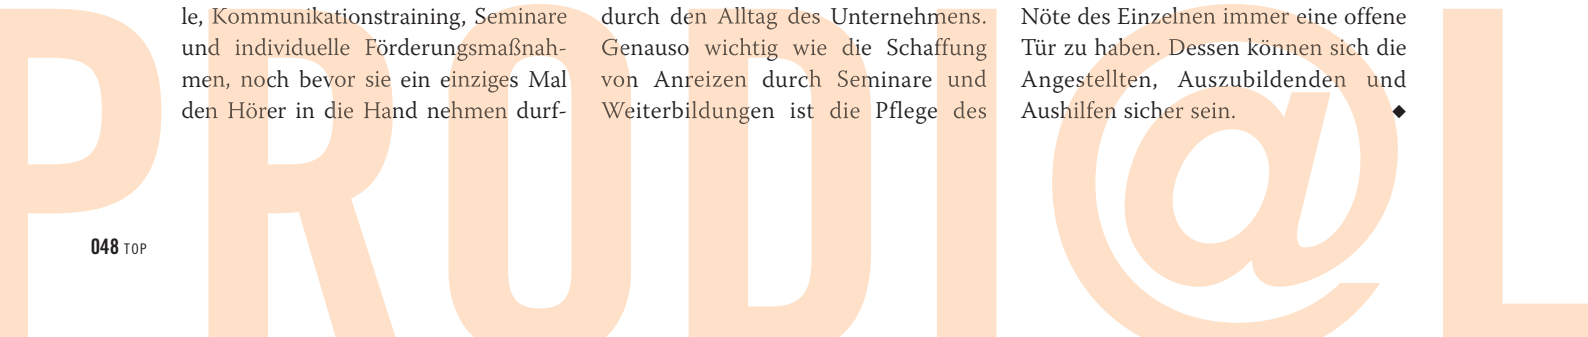 le, Kommunikationstraining, Seminare
und individuelle Förderungsmaßnah-
men, noch bevor sie ein einziges Mal
den Hörer in die Hand nehmen durf-
durch den Alltag des Unternehmens.
Genauso wichtig wie die Schaffung
von Anreizen durch Seminare und
Weiterbildungen ist die Pflege des
Nöte des Einzelnen immer eine offene
Tür zu haben. Dessen können sich die
Angestellten, Auszubildenden und
Aushilfen sicher sein. ◆
048 TOP
PRODI@L